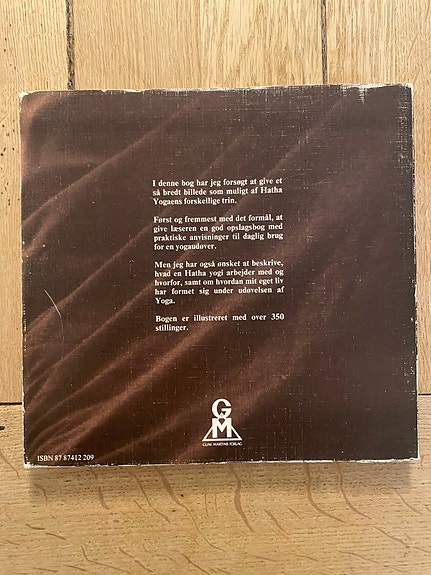 I denne bog har jeg forsøgt at give et
så bredt billede som muligt af Hatha
Yogaens forskellige trin.
Først og fremmest med det formål, at
give læseren en god opslagsbog med
praktiske anvisninger til daglig brug
for en yogaudøver.
Men jeg har også ønsket at beskrive,
hvad en Hatha yogi arbejder med og
hvorfor, samt om hvordan mit eget liv
har formet sig under udøvelsen af
Yoga.
Bogen er illustreret med over 350
stillinger.
GM
GUNI MARTINS FORLAG
ISBN 87 87412 209